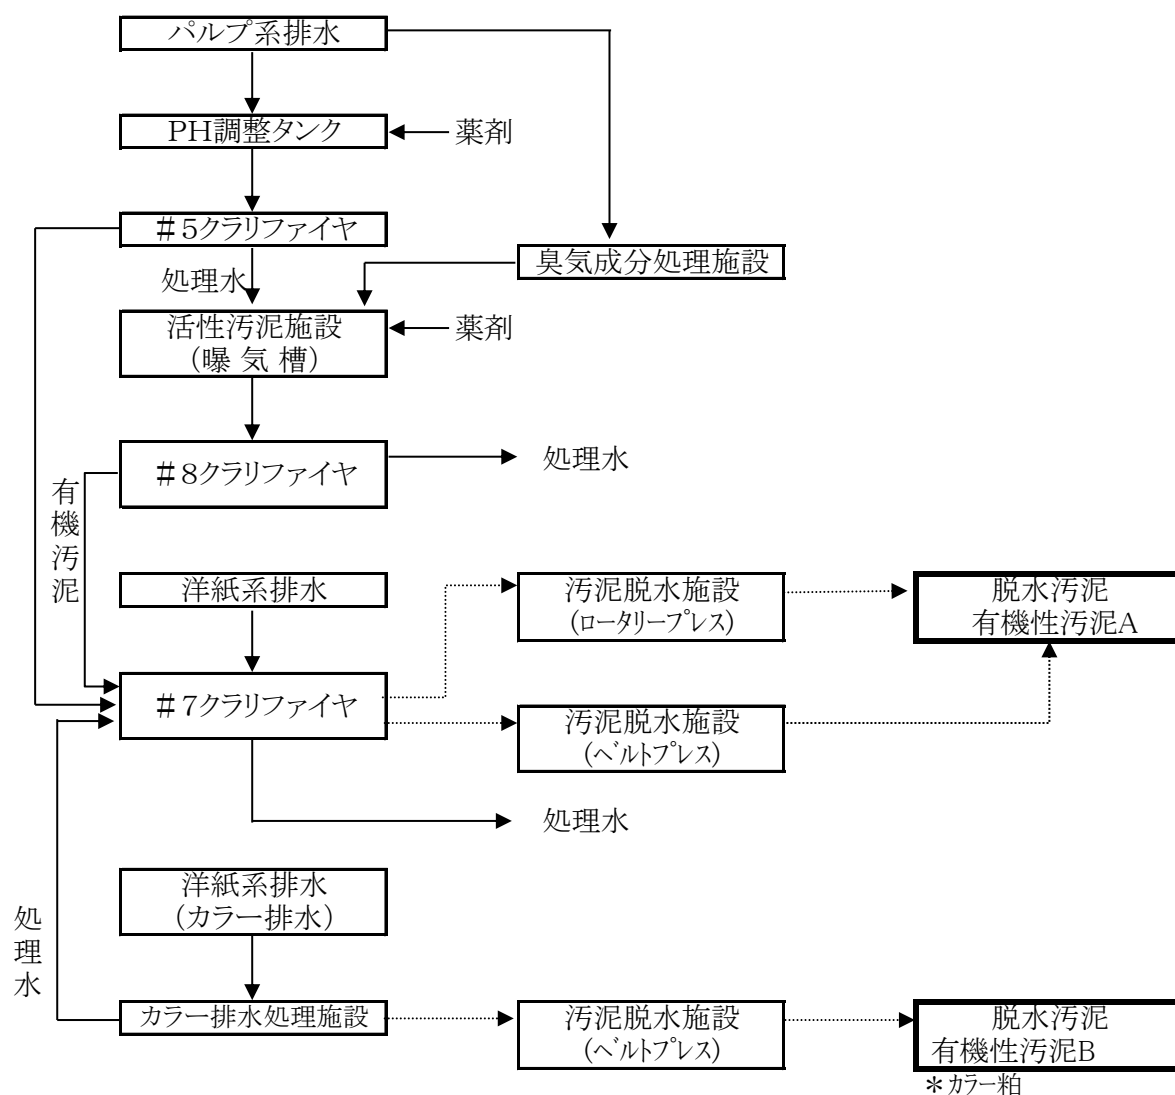 パルプ系排水
PH調整タンク
薬剤
#5クラリファイヤ
臭気成分処理施設
処理水
活性汚泥施設
(曝 気 槽)
薬剤
#8クラリファイヤ
処理水
有機汚泥
洋紙系排水
汚泥脱水施設
(ロータリープレス)
脱水汚泥
有機性汚泥A
#7クラリファイヤ
汚泥脱水施設
(ベルトプレス)
処理水
洋紙系排水
(カラー排水)
処理水
カラー排水処理施設
汚泥脱水施設
(ベルトプレス)
脱水汚泥
有機性汚泥B
*カラー粕